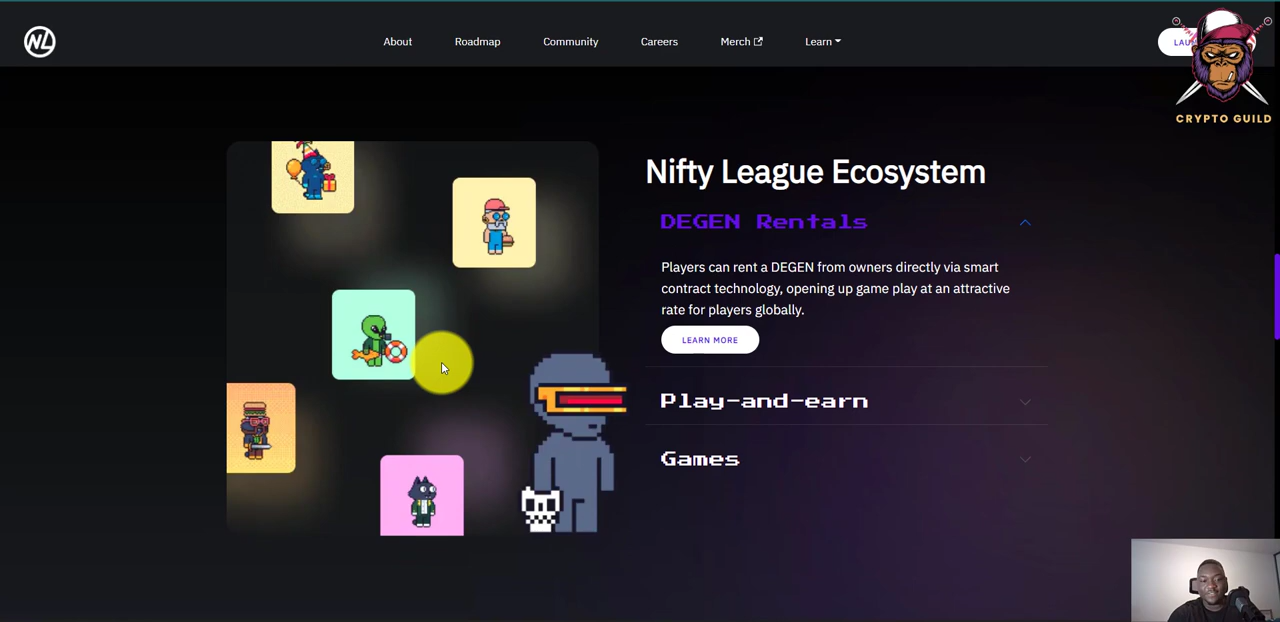 NL
About
Roadmap
Community
Careers
Merch
Learn
LAU
CRYPTO GUILD
Nifty League Ecosystem
DEGEN Rentals
Players can rent a DEGEN from owners directly via smart
contract technology, opening up game play at an attractive
rate for players globally.
LEARN MORE
Play-and-earn
Games